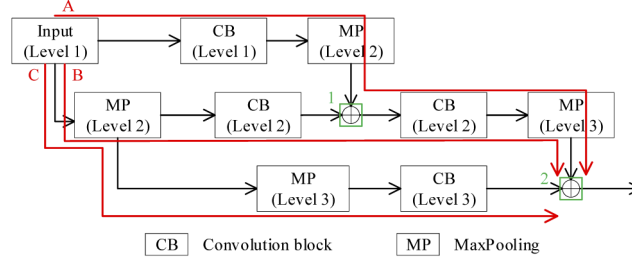 A
Input
(Level 1)
CB
(Level 1)
MP
(Level 2)
C
B
1
MP
(Level 2)
CB
(Level 2)
CB
(Level 2)
MP
(Level 3)
2
MP
(Level 3)
CB
(Level 3)
CB Convolution block MP MaxPooling